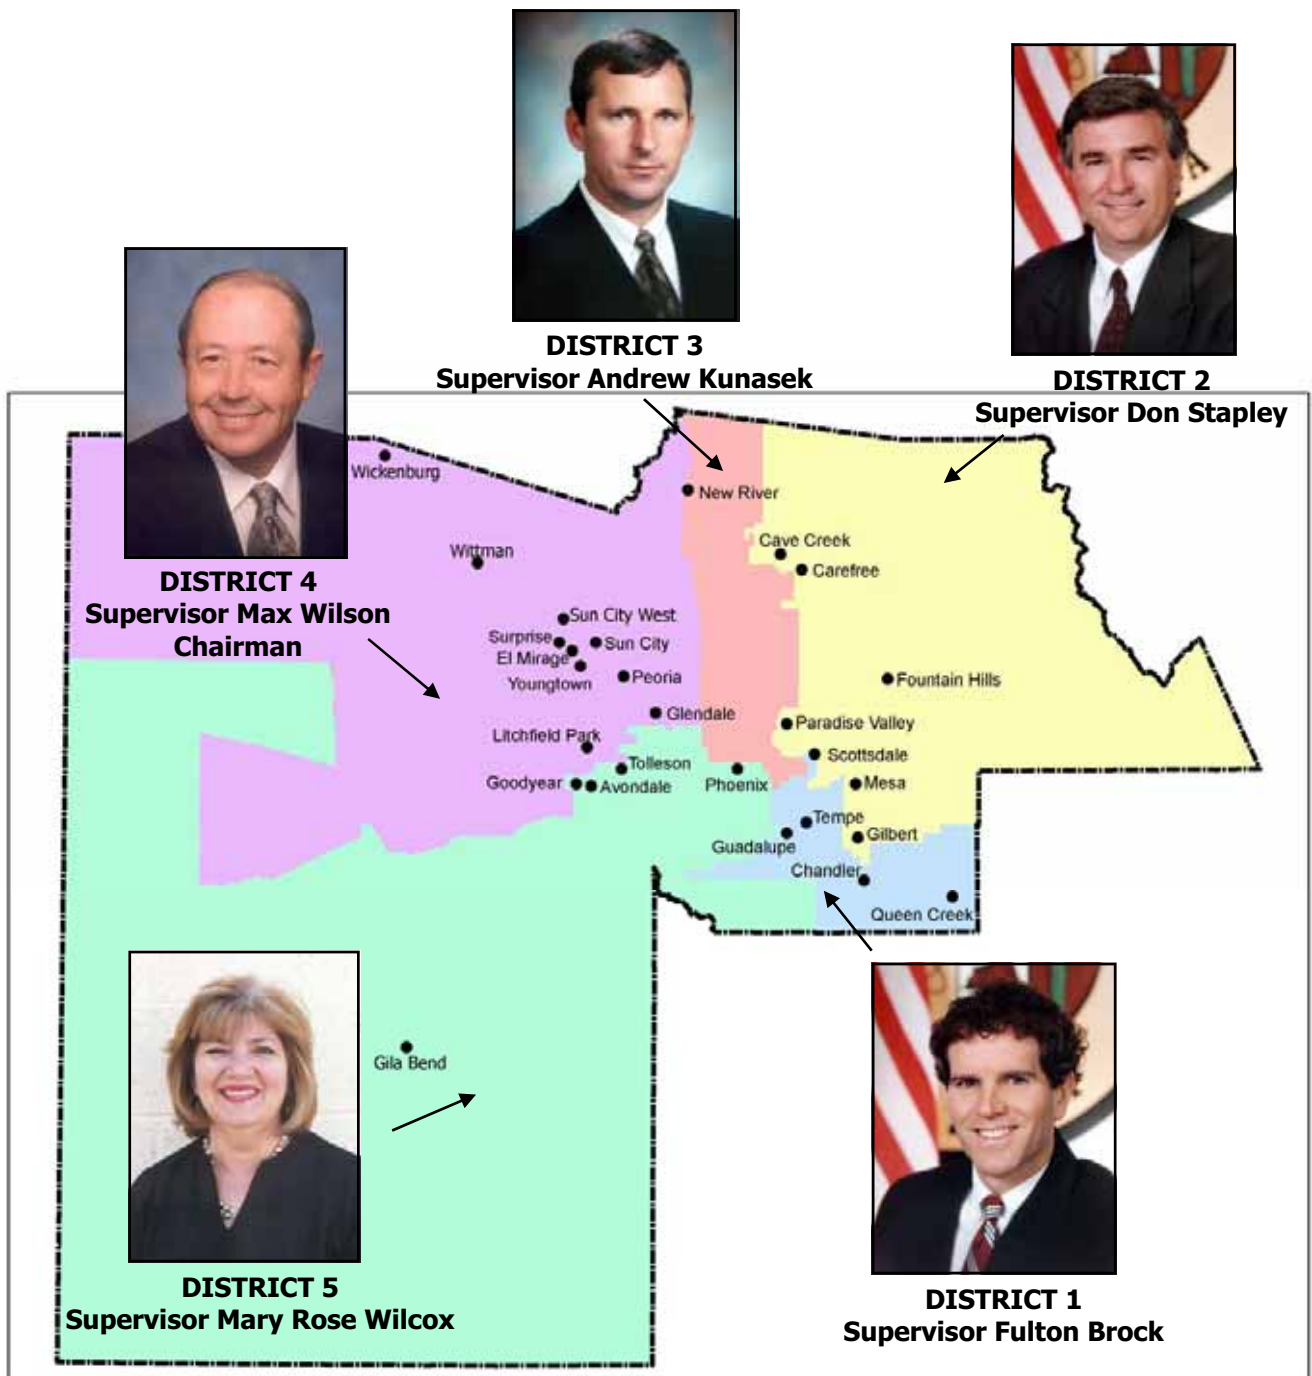 DISTRICT 3
Supervisor Andrew Kunasek
DISTRICT 2
Supervisor Don Stapley
DISTRICT 4
Supervisor Max Wilson
Chairman
Wickenburg
New River
Wittman
Cave Creek
Carefree
Sun City West
Surprise
Sun City
El Mirage
Youngtown
Peoria
Fountain Hills
Glendale
Paradise Valley
Litchfield Park
Scottsdale
Tolleson
Goodyear
Avondale
Phoenix
Mesa
Tempe
Guadalupe
Gilbert
Chandler
Queen Creek
Gila Bend
DISTRICT 5
Supervisor Mary Rose Wilcox
DISTRICT 1
Supervisor Fulton Brock